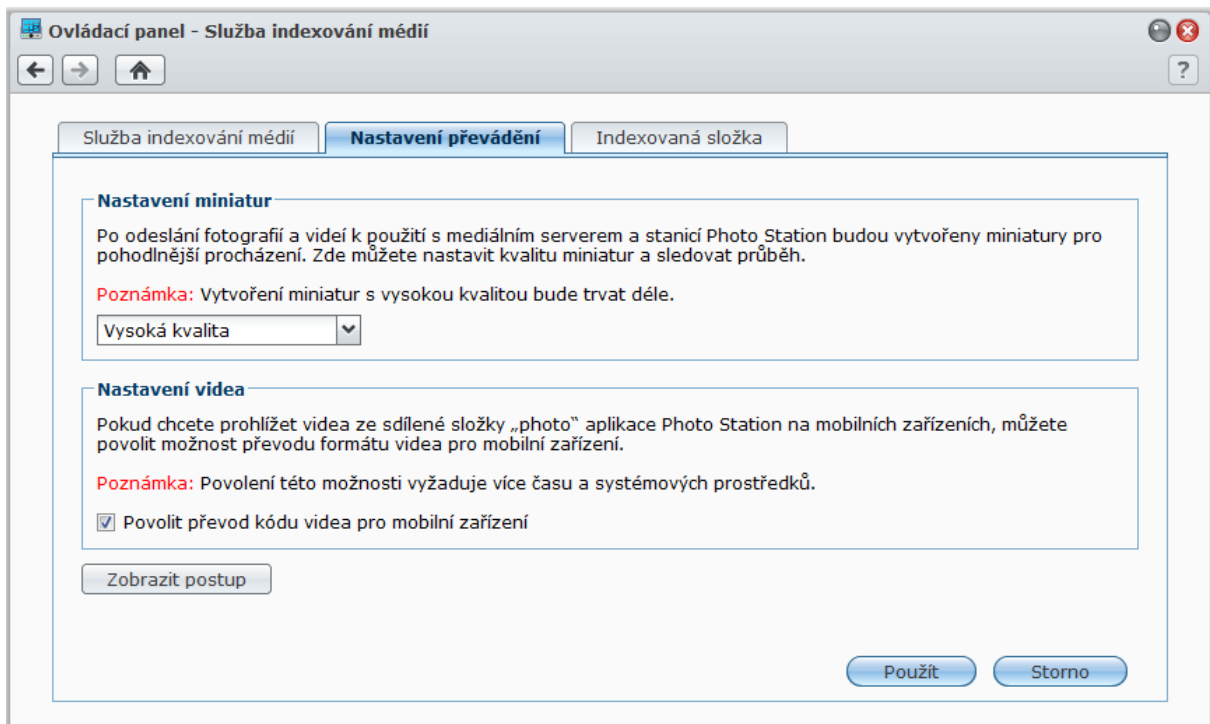 Ovládací panel - Služba indexování médií
?
Služba indexování médií
Nastavení převádění
Indexovaná složka
Nastavení miniatur
Po odeslání fotografií a videí k použití s mediálním serverem a stanicí Photo Station budou vytvořeny miniatury pro
pohodlnější procházení. Zde můžete nastavit kvalitu miniatur a sledovat průběh.
Poznámka: Vytvoření miniatur s vysokou kvalitou bude trvat déle.
Vysoká kvalita
Nastavení videa
Pokud chcete prohlížet videa ze sdílené složky „photo“ aplikace Photo Station na mobilních zařízeních, můžete
povolit možnost převodu formátu videa pro mobilní zařízení.
Poznámka: Povolení této možnosti vyžaduje více času a systémových prostředků.
Povolit převod kódu videa pro mobilní zařízení
Zobrazit postup
Použít
Storno